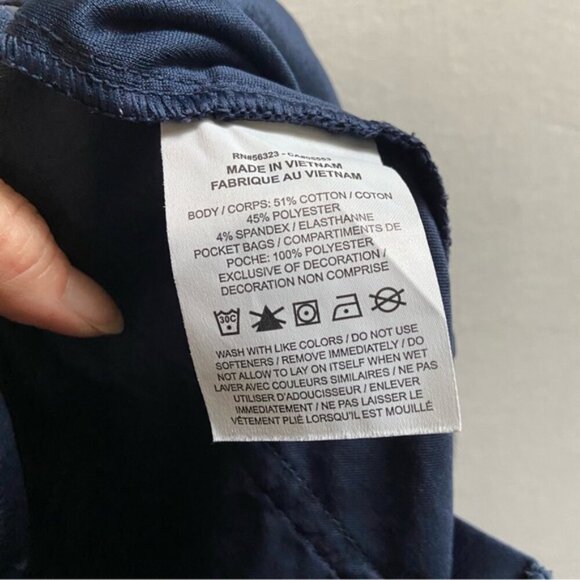 RN#56323 - CA#05553
MADE IN VIETNAM
FABRIQUE AU VIETNAM
BODY / CORPS: 51% COTTON / COTON
45% POLYESTER
4% SPANDEX / ELASTHANNE
POCKET BAGS / COMPARTIMENTS DE
POCHE: 100% POLYESTER
EXCLUSIVE OF DECORATION /
DECORATION NON COMPRISE
30C
WASH WITH LIKE COLORS / DO NOT USE
SOFTENERS / REMOVE IMMEDIATELY / DO
NOT ALLOW TO LAY ON ITSELF WHEN WET
LAVER AVEC COULEURS SIMILAIRES / NE PAS
UTILISER D'ADOUCISSEUR / ENLEVER
IMMÉDIATEMENT / NE PAS LAISSER LE
VÊTEMENT PLIÉ LORSQU'IL EST MOUILLÉ